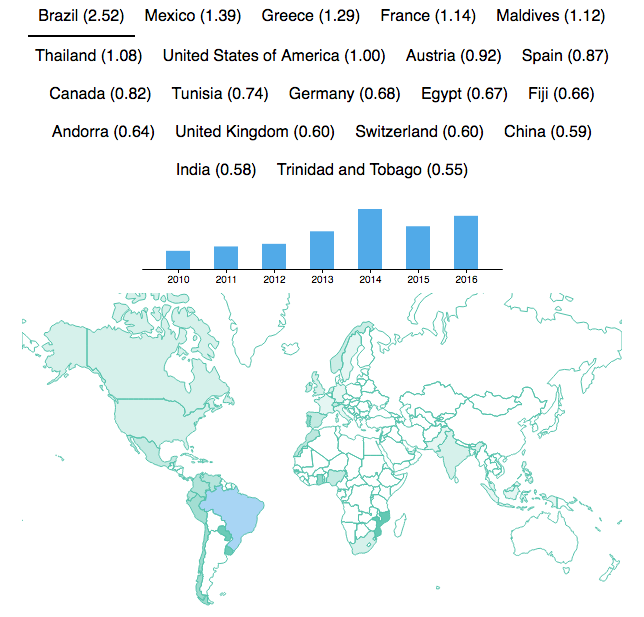 Brazil (2.52) Mexico (1.39) Greece (1.29) France (1.14) Maldives (1.12)
Thailand (1.08) United States of America (1.00) Austria (0.92) Spain (0.87)
Canada (0.82) Tunisia (0.74) Germany (0.68) Egypt (0.67) Fiji (0.66)
Andorra (0.64) United Kingdom (0.60) Switzerland (0.60) China (0.59)
India (0.58) Trinidad and Tobago (0.55)
2010 2011 2012 2013 2014 2015 2016